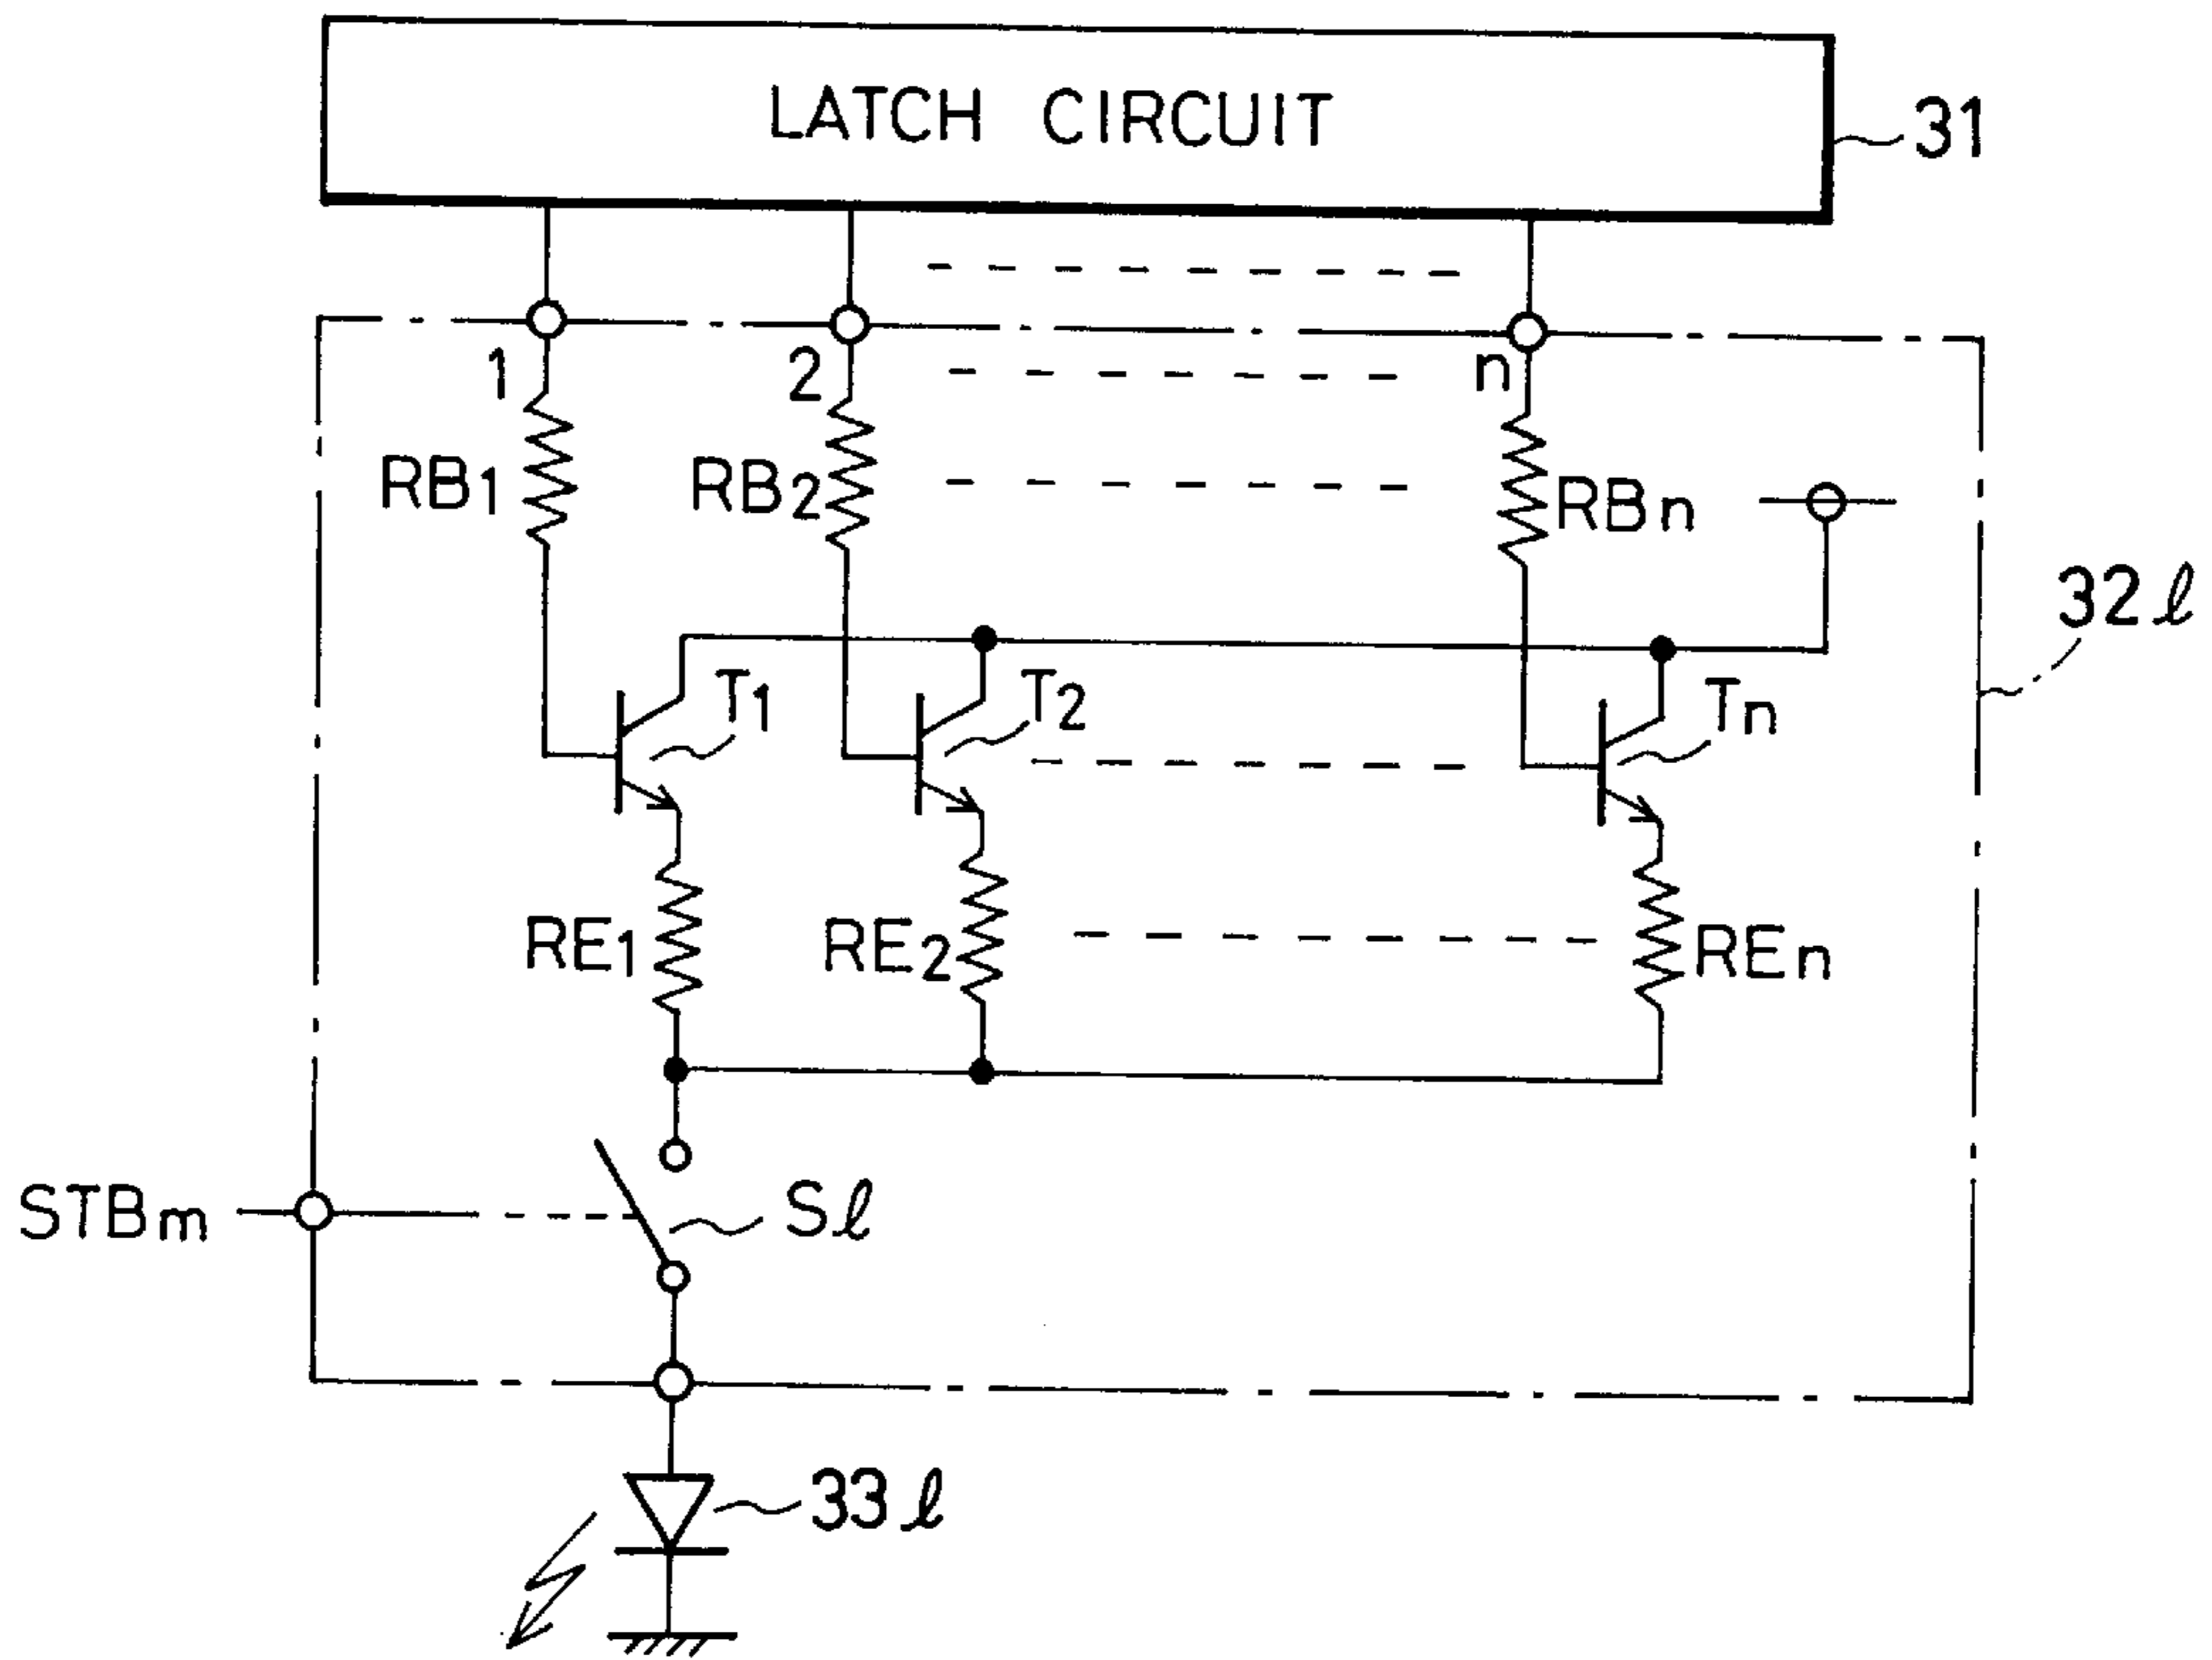 LATCH CIRCUIT
31
1
2
n
RB1
RB2
RBn
32ℓ
T1
T2
Tn
RE1
RE2
REn
STBm
Sℓ
33ℓ